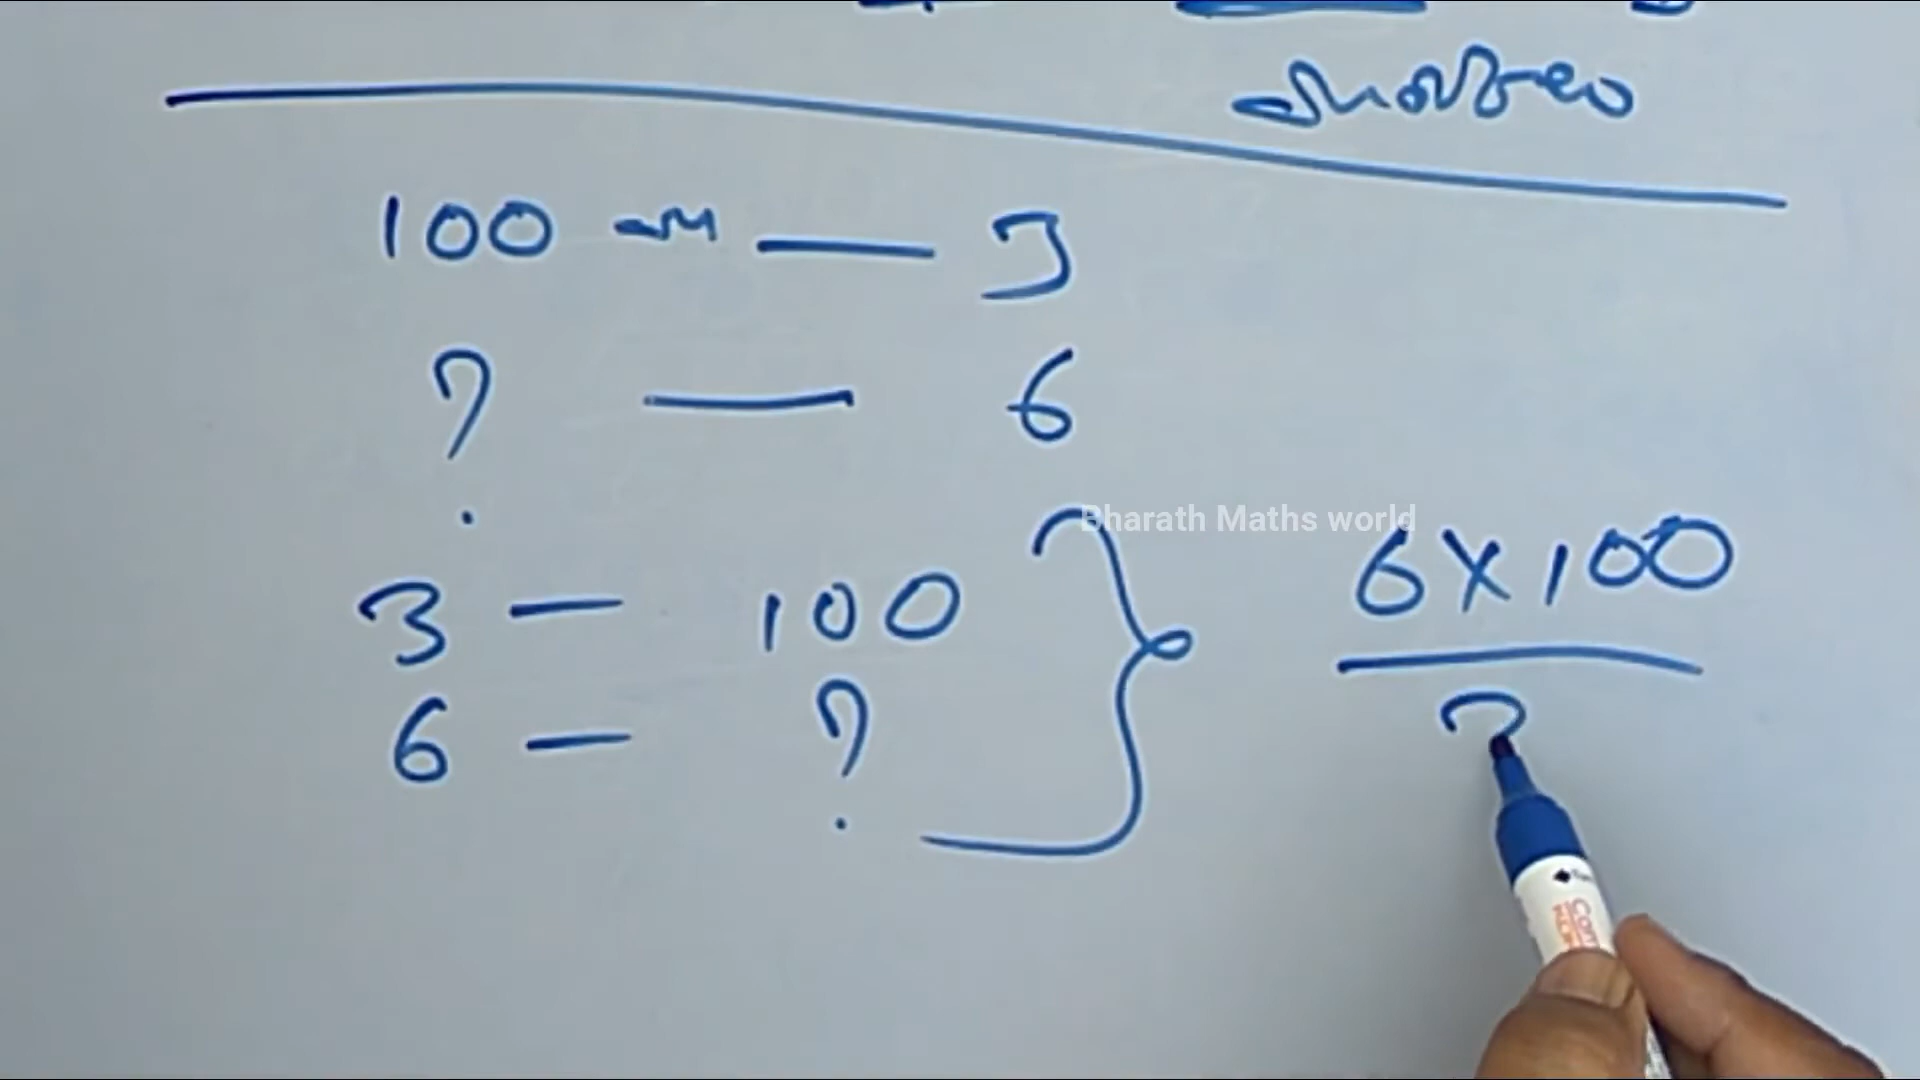 100 — 3
? — 6
3 — 100
6 — ?
Bharath Maths world
6 x 100
3